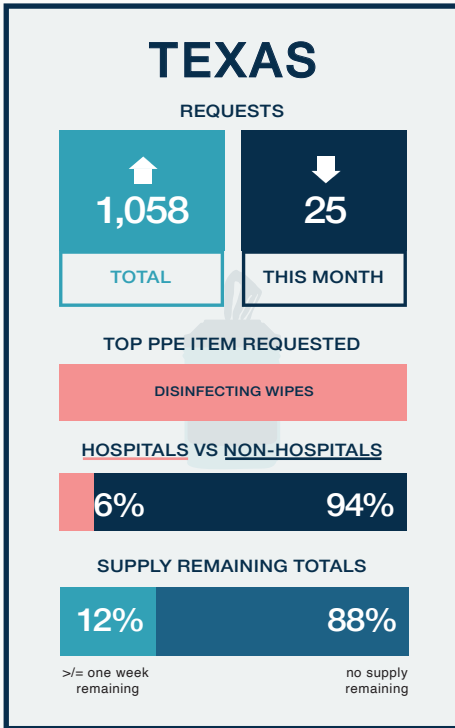 TEXAS
REQUESTS
1,058
25
TOTAL
THIS MONTH
TOP PPE ITEM REQUESTED
DISINFECTING WIPES
HOSPITALS VS NON-HOSPITALS
6%
94%
SUPPLY REMAINING TOTALS
12%
88%
>/= one week
remaining
no supply
remaining